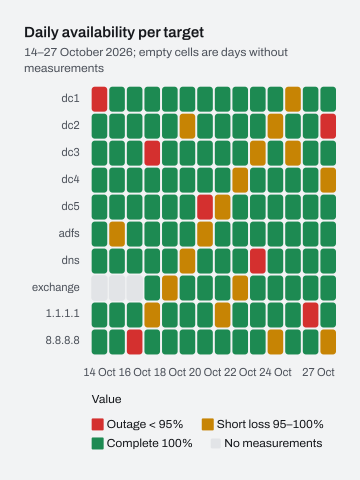 Daily availability per target
14–27 October 2026; empty cells are days without
measurements
dc1
dc2
dc3
dc4
dc5
adfs
dns
exchange
1.1.1.1
8.8.8.8
14 Oct 16 Oct 18 Oct 20 Oct 22 Oct 24 Oct 27 Oct
Value
Outage < 95% Short loss 95–100%
Complete 100% No measurements